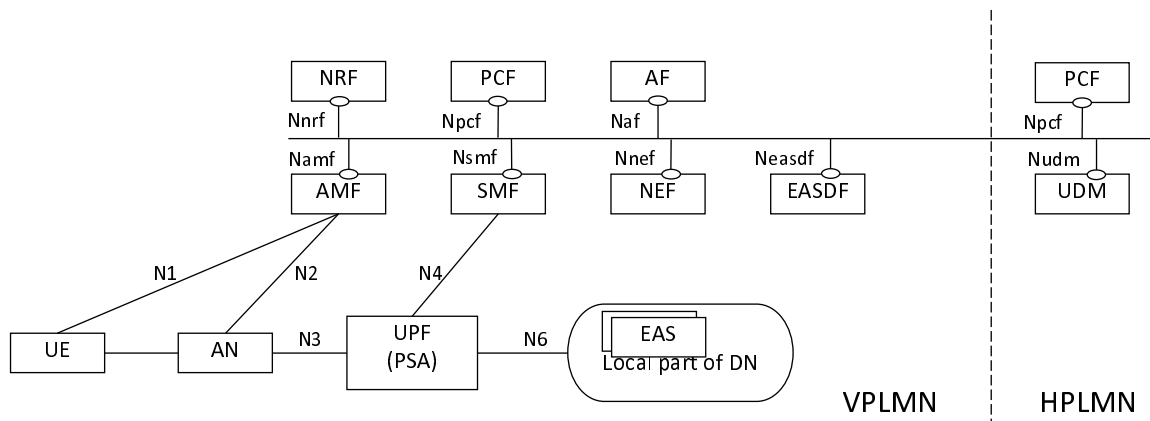 NRF
PCF
AF
PCF
Nnrf
Npcf
Naf
Npcf
Namf
Nsmf
Nnef
Neasdf
Nudm
AMF
SMF
NEF
EASDF
UDM
N1
N2
N4
UE
AN
N3
UPF
(PSA)
N6
EAS
Local part of DN
VPLMN
HPLMN